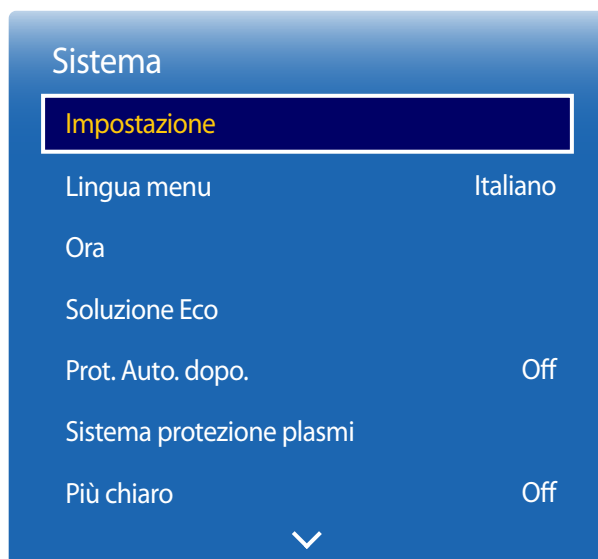 Sistema
Impostazione
Lingua menu Italiano
Ora
Soluzione Eco
Prot. Auto. dopo. Off
Sistema protezione plasmi
Più chiaro Off